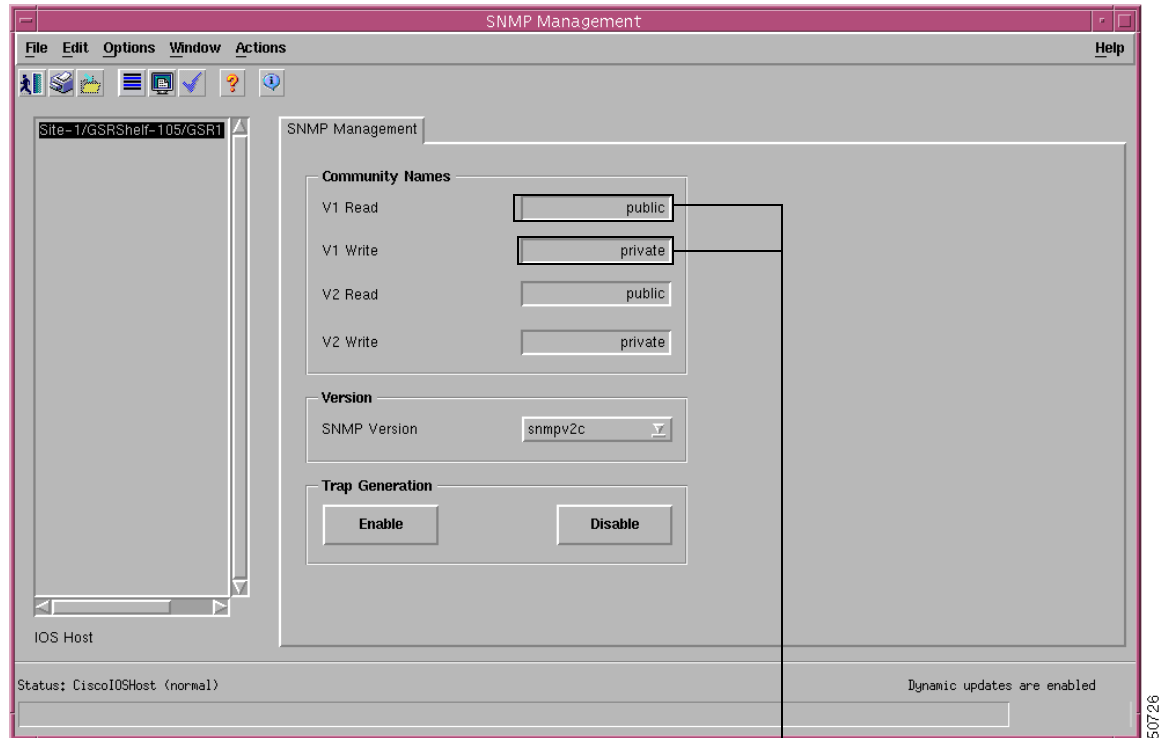 SNMP Management
File Edit Options Window Actions Help
Site-1/GSRShelf-105/GSR1
SNMP Management
Community Names
V1 Read public
V1 Write private
V2 Read public
V2 Write private
Version
SNMP Version snmpv2c
Trap Generation
Enable Disable
IOS Host
Status: CiscoIOSHost (normal) Dynamic updates are enabled
50726